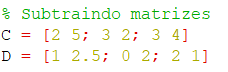 % Subtraindo matrizes
C = [2 5; 3 2; 3 4]
D = [1 2.5; 0 2; 2 1]